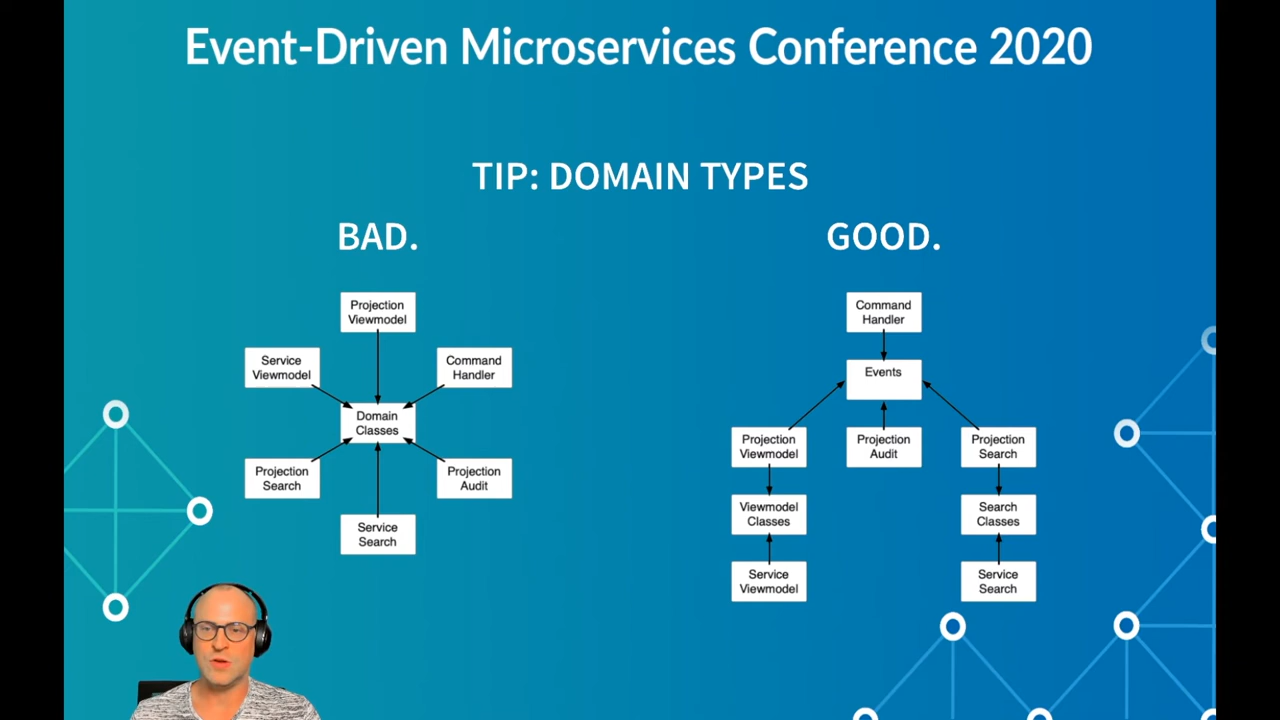 Event-Driven Microservices Conference 2020
TIP: DOMAIN TYPES
BAD.
Projection
Viewmodel
Service
Viewmodel
Command
Handler
Domain
Classes
Projection
Search
Projection
Audit
Service
Search
GOOD.
Command
Handler
Events
Projection
Viewmodel
Projection
Audit
Projection
Search
Viewmodel
Classes
Search
Classes
Service
Viewmodel
Service
Search